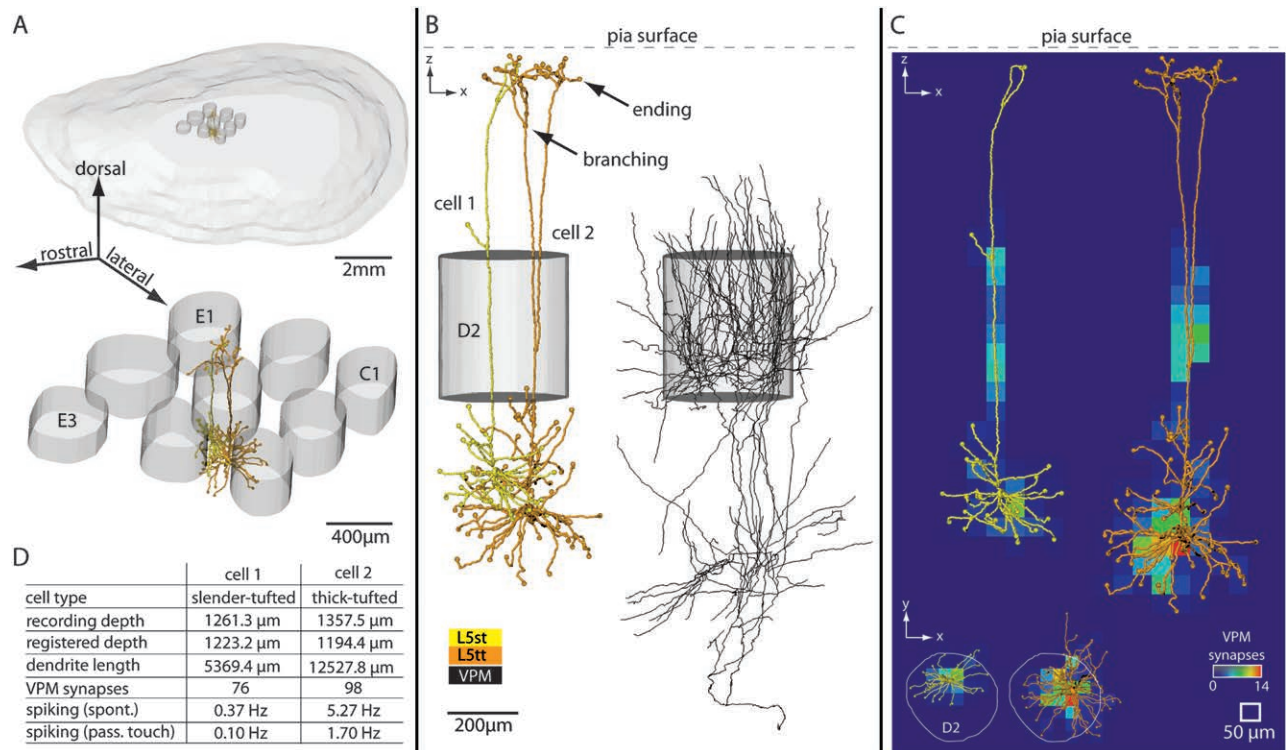 A
dorsal
rostral
lateral
2mm
E1
C1
E3
400µm
D
cell 1 cell 2
cell type slender-tufted thick-tufted
recording depth 1261.3 µm 1357.5 µm
registered depth 1223.2 µm 1194.4 µm
dendrite length 5369.4 µm 12527.8 µm
VPM synapses 76 98
spiking (spont.) 0.37 Hz 5.27 Hz
spiking (pass. touch) 0.10 Hz 1.70 Hz
B
pia surface
z
x
ending
branching
cell 1
cell 2
D2
L5st
L5tt
VPM
200µm
C
pia surface
z
x
y
x
D2
VPM
synapses
0 14
50 µm